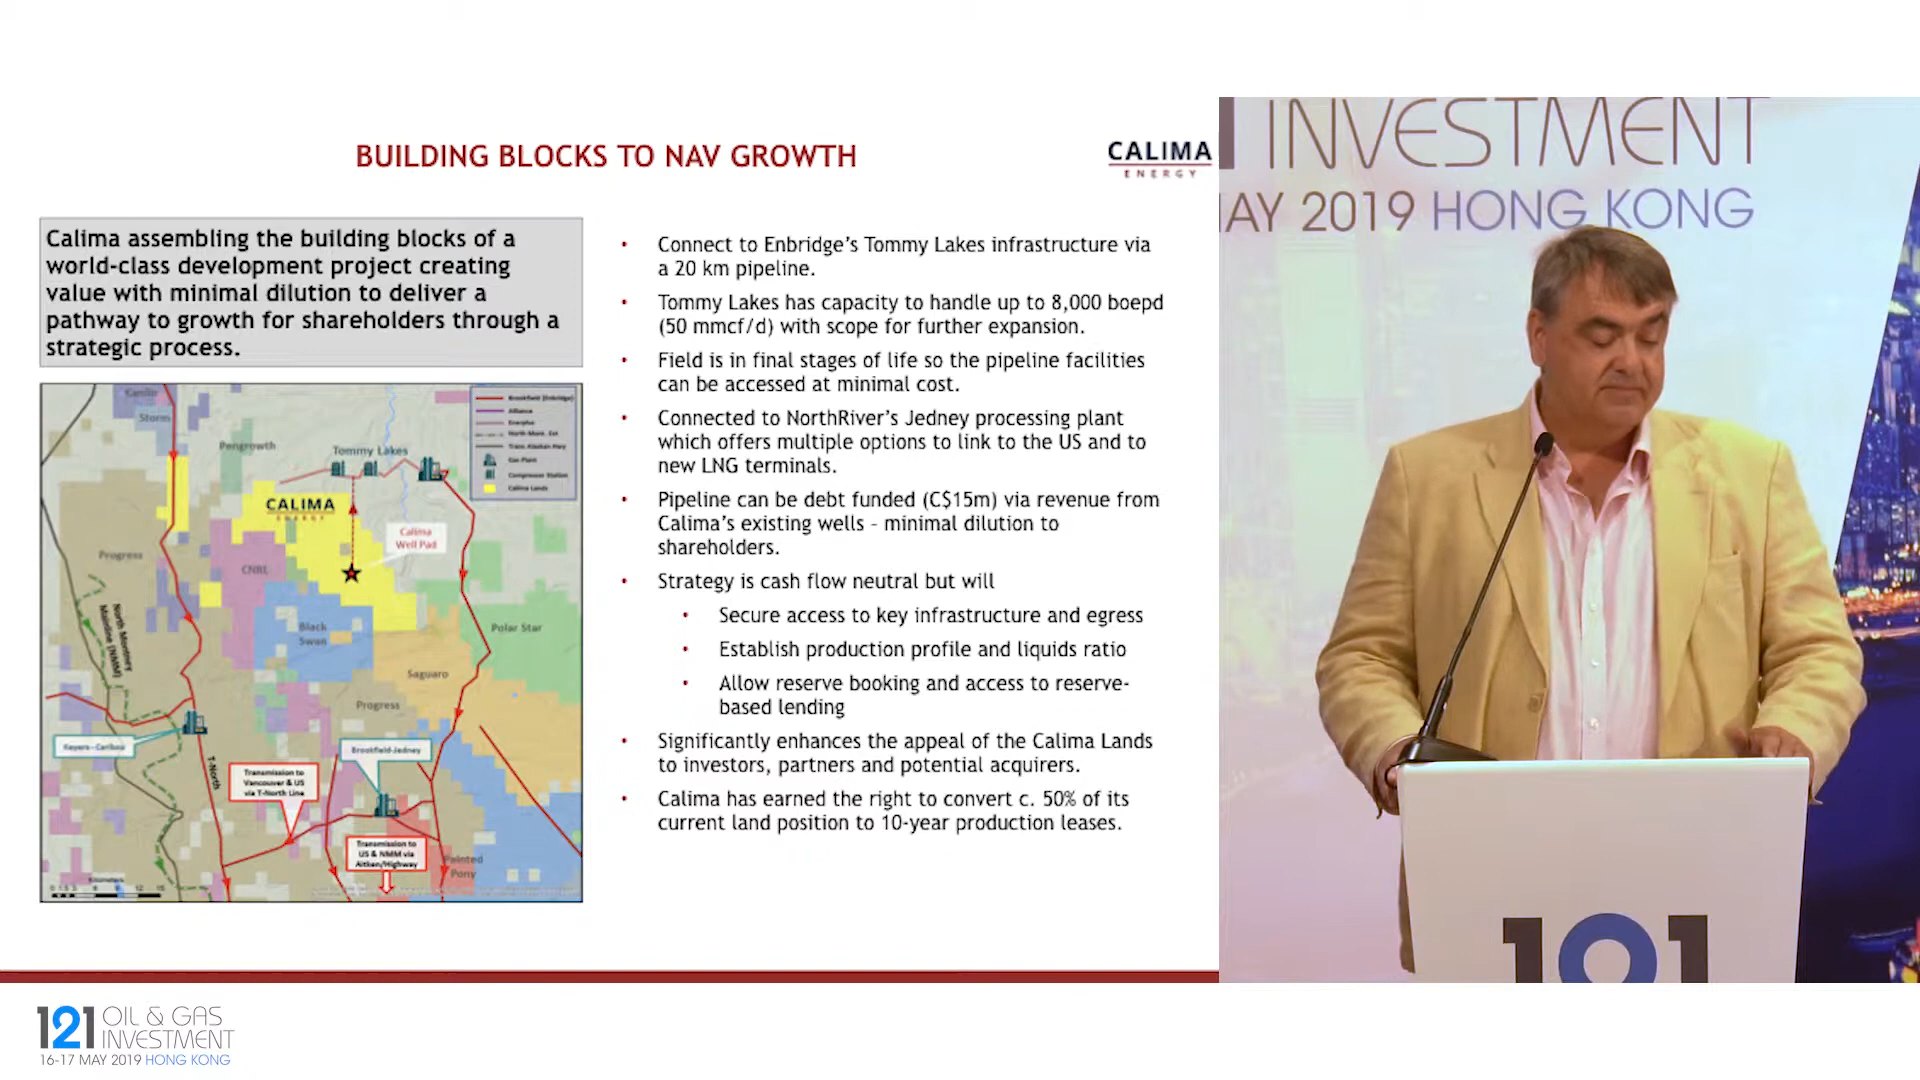 BUILDING BLOCKS TO NAV GROWTH
CALIMA
ENERGY
Calima assembling the building blocks of a
world-class development project creating
value with minimal dilution to deliver a
pathway to growth for shareholders through a
strategic process.
Storm
Pengrowth
Tommy Lakes
Brookfield (Enbridge)
Alliance
Gas Plant
Compressor Station
Calima Lands
CALIMA
ENERGY
Calima
Well Pad
Progress
CNRL
North Montney
Mainline (NMM)
Black
Swan
Polar Star
Saguaro
Progress
Brookfield-Jedney
T-North
Transmission to
Vancouver & US
via T-North Line
Transmission to
US & NMM via
Aitken/Highway
Painted
Pony
• Connect to Enbridge’s Tommy Lakes infrastructure via
a 20 km pipeline.
• Tommy Lakes has capacity to handle up to 8,000 boepd
(50 mmcf/d) with scope for further expansion.
• Field is in final stages of life so the pipeline facilities
can be accessed at minimal cost.
• Connected to NorthRiver’s Jedney processing plant
which offers multiple options to link to the US and to
new LNG terminals.
• Pipeline can be debt funded (C$15m) via revenue from
Calima’s existing wells – minimal dilution to
shareholders.
• Strategy is cash flow neutral but will
• Secure access to key infrastructure and egress
• Establish production profile and liquids ratio
• Allow reserve booking and access to reserve-
based lending
• Significantly enhances the appeal of the Calima Lands
to investors, partners and potential acquirers.
• Calima has earned the right to convert c. 50% of its
current land position to 10-year production leases.
INVESTMENT
AY 2019 HONG KONG
121
121 OIL & GAS
INVESTMENT
16-17 MAY 2019 HONG KONG